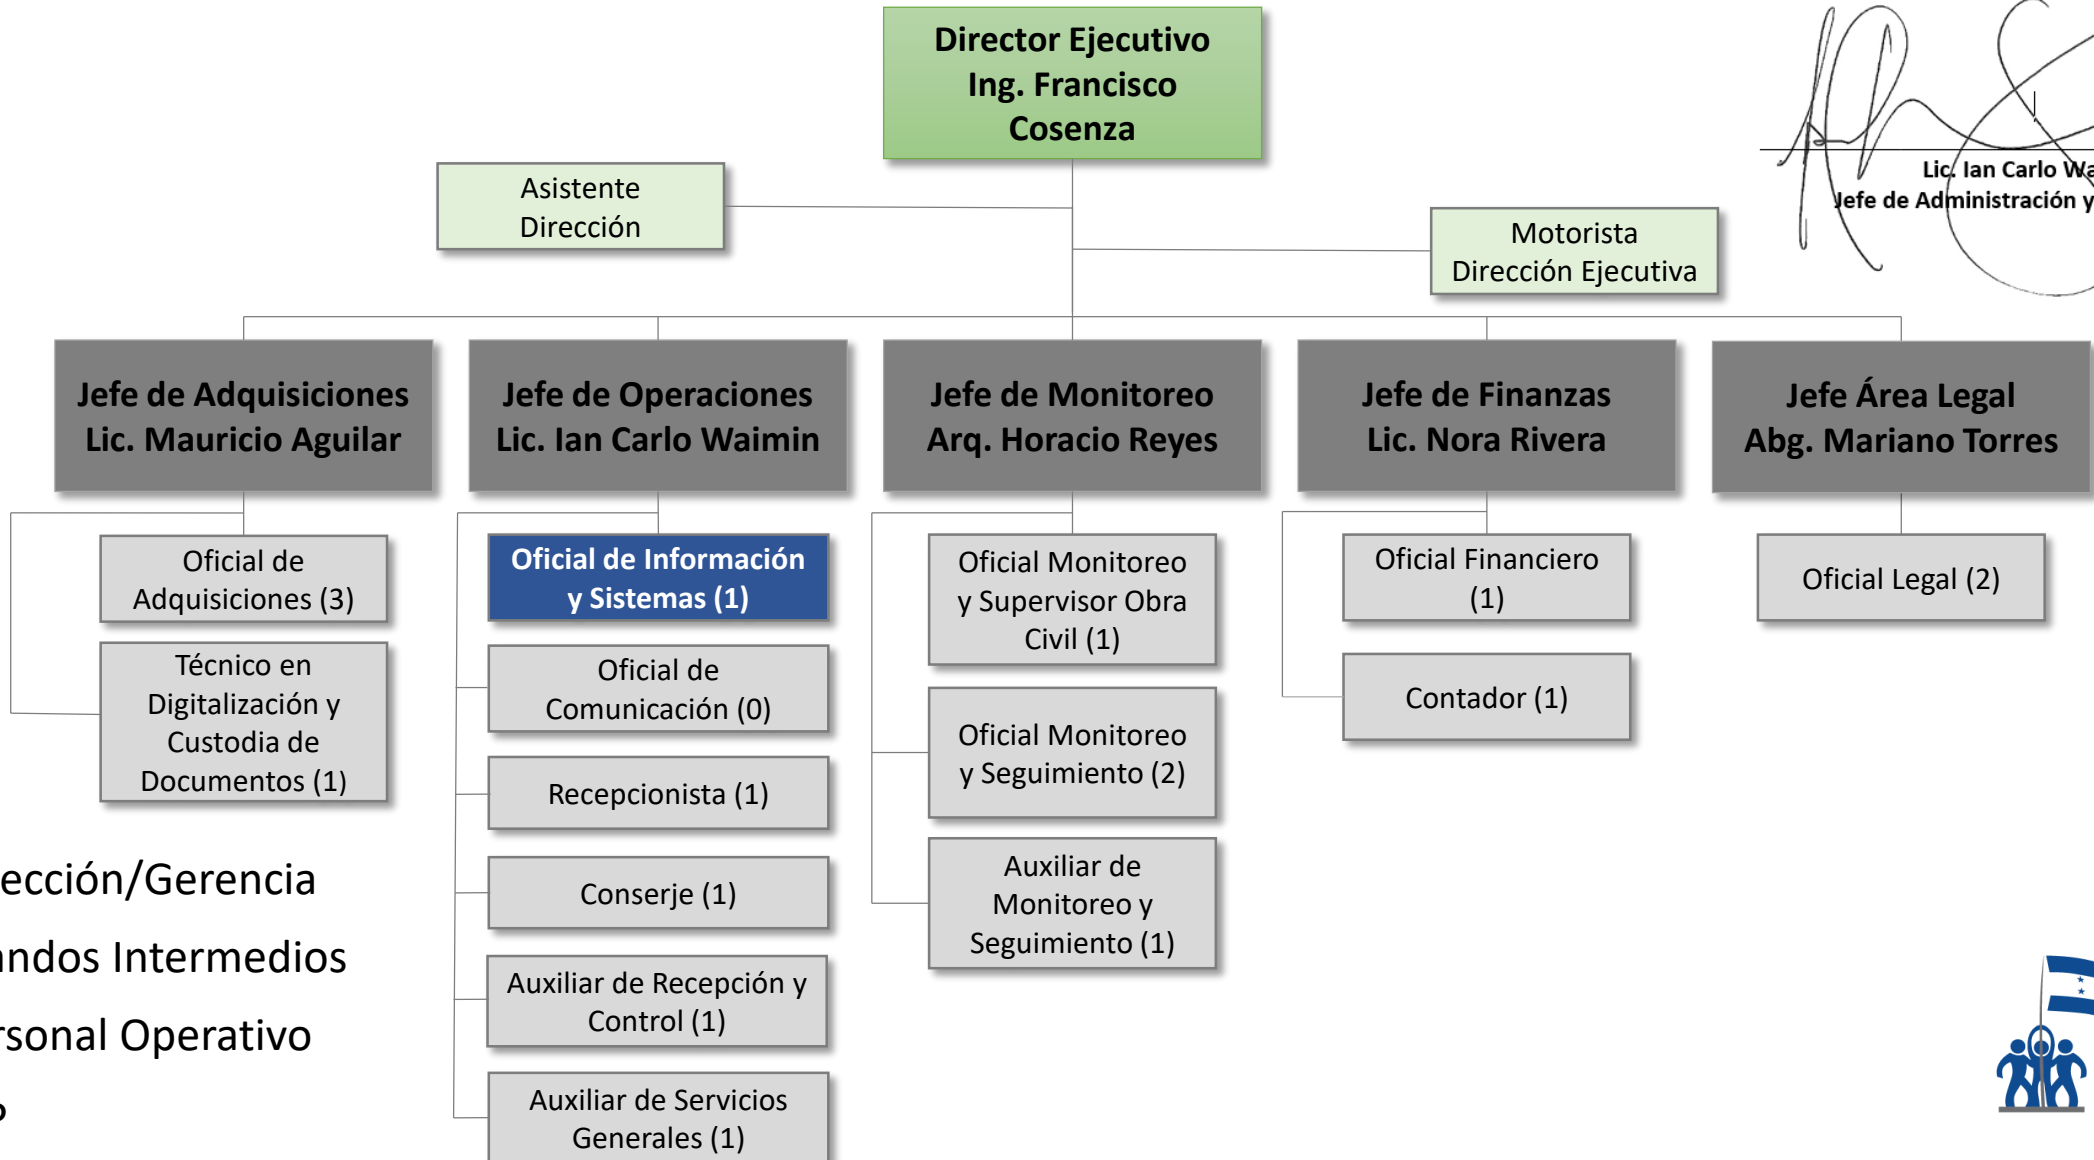 Director Ejecutivo
Ing. Francisco
Cosenza
Lic. Ian Carlo
Jefe de Administración y
Asistente
Dirección
Motorista
Dirección Ejecutiva
Jefe de Adquisiciones
Lic. Mauricio Aguilar
Jefe de Operaciones
Lic. Ian Carlo Waimin
Jefe de Monitoreo
Arq. Horacio Reyes
Jefe de Finanzas
Lic. Nora Rivera
Jefe Área Legal
Abg. Mariano Torres
Oficial de
Adquisiciones (3)
Técnico en
Digitalización y
Custodia de
Documentos (1)
Oficial de Información
y Sistemas (1)
Oficial de
Comunicación (0)
Recepcionista (1)
Conserje (1)
Auxiliar de Recepción y
Control (1)
Auxiliar de Servicios
Generales (1)
Oficial Monitoreo
y Supervisor Obra
Civil (1)
Oficial Monitoreo
y Seguimiento (2)
Auxiliar de
Monitoreo y
Seguimiento (1)
Oficial Financiero
(1)
Contador (1)
Oficial Legal (2)
ección/Gerencia
andos Intermedios
rsonal Operativo